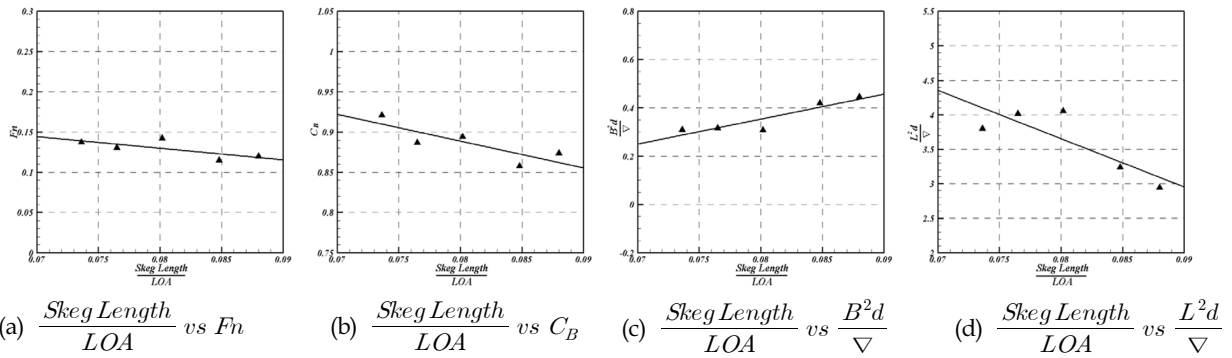 0.3
0.25
0.2
0.15
0.1
0.05
0
Fn
0.07 0.075 0.08 0.085 0.09
Skeg Length
LOA
1.05
1
0.95
0.9
0.85
0.8
0.75
C_B
0.07 0.075 0.08 0.085 0.09
Skeg Length
LOA
0.8
0.6
0.4
0.2
0
-0.2
B²d
∇
0.07 0.075 0.08 0.085 0.09
Skeg Length
LOA
5.5
5
4.5
4
3.5
3
2.5
2
L²d
∇
0.07 0.075 0.08 0.085 0.09
Skeg Length
LOA
(a) Skeg Length / LOA vs Fn
(b) Skeg Length / LOA vs C_B
(c) Skeg Length / LOA vs B²d / ∇
(d) Skeg Length / LOA vs L²d / ∇